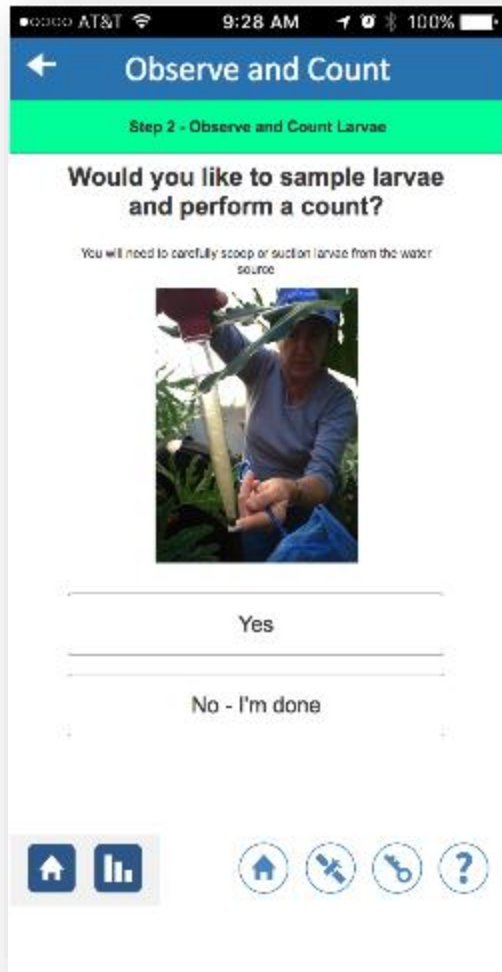 AT&T 9:28 AM 100%
Observe and Count
Step 2 - Observe and Count Larvae
Would you like to sample larvae
and perform a count?
You will need to carefully scoop or suction larvae from the water
source
Yes
No - I'm done
?